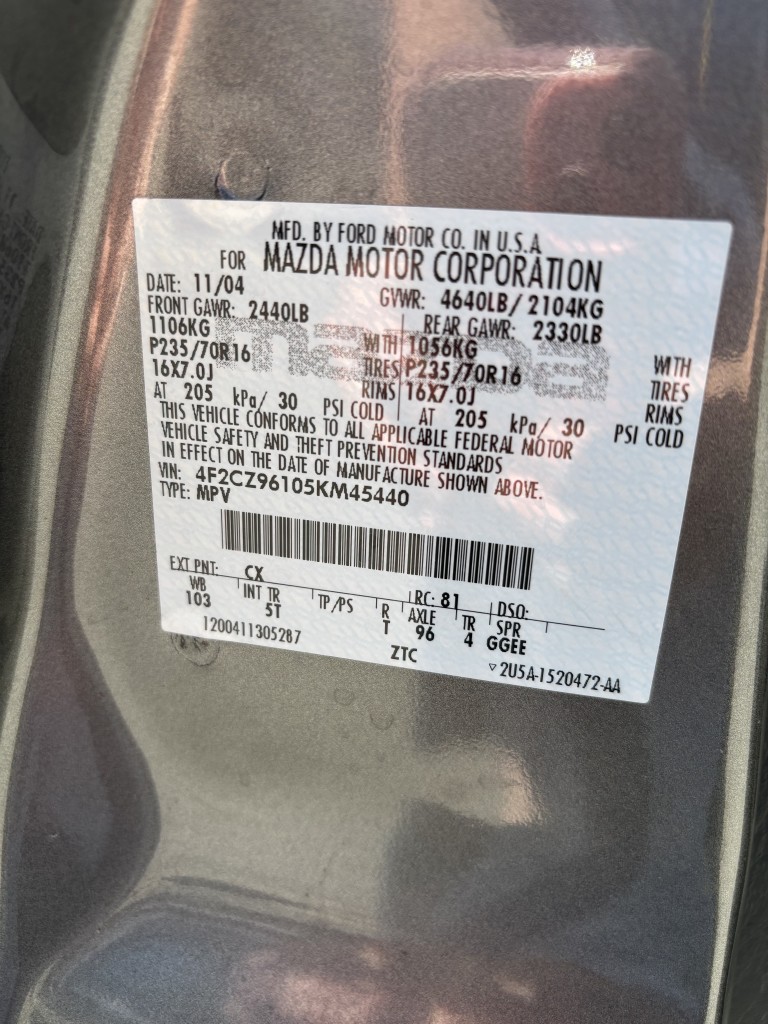 MFD. BY FORD MOTOR CO. IN U.S.A.
FOR MAZDA MOTOR CORPORATION
DATE: 11/04 GVWR: 4640LB/ 2104KG
FRONT GAWR: 2440LB REAR GAWR: 2330LB
1106KG WITH 1056KG WITH
P235/70R16 TIRES P235/70R16 TIRES
16X7.0J RIMS 16X7.0J RIMS
AT 205 kPa/ 30 PSI COLD AT 205 kPa/ 30 PSI COLD
THIS VEHICLE CONFORMS TO ALL APPLICABLE FEDERAL MOTOR
VEHICLE SAFETY AND THEFT PREVENTION STANDARDS
IN EFFECT ON THE DATE OF MANUFACTURE SHOWN ABOVE.
VIN: 4F2CZ96105KM45440
TYPE: MPV
EXT PNT: CX RC: 81 DSO:
WB INT TR TP/PS R AXLE TR SPR
103 5T T 96 4 GGEE
1200411305287 ZTC 2U5A-1520472-AA
mazda